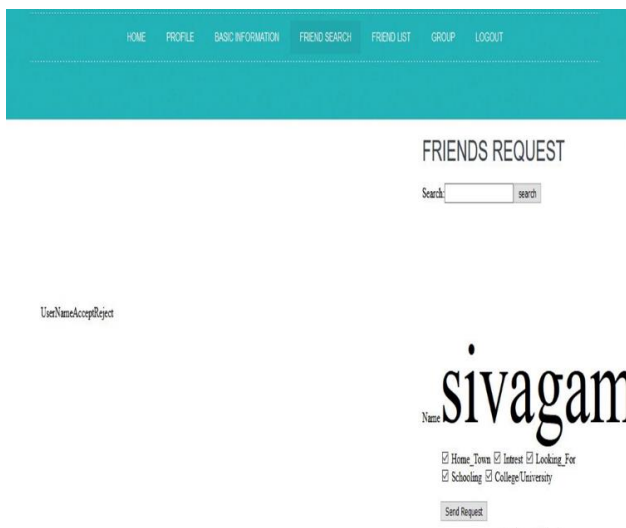 HOME PROFILE BASIC INFORMATION FRIEND SEARCH FRIEND LIST GROUP LOGOUT
FRIENDS REQUEST
Search: search
UserNameAcceptReject
Name sivagam
Home_Town Intrest Looking_For
Schooling College/University
Send Request